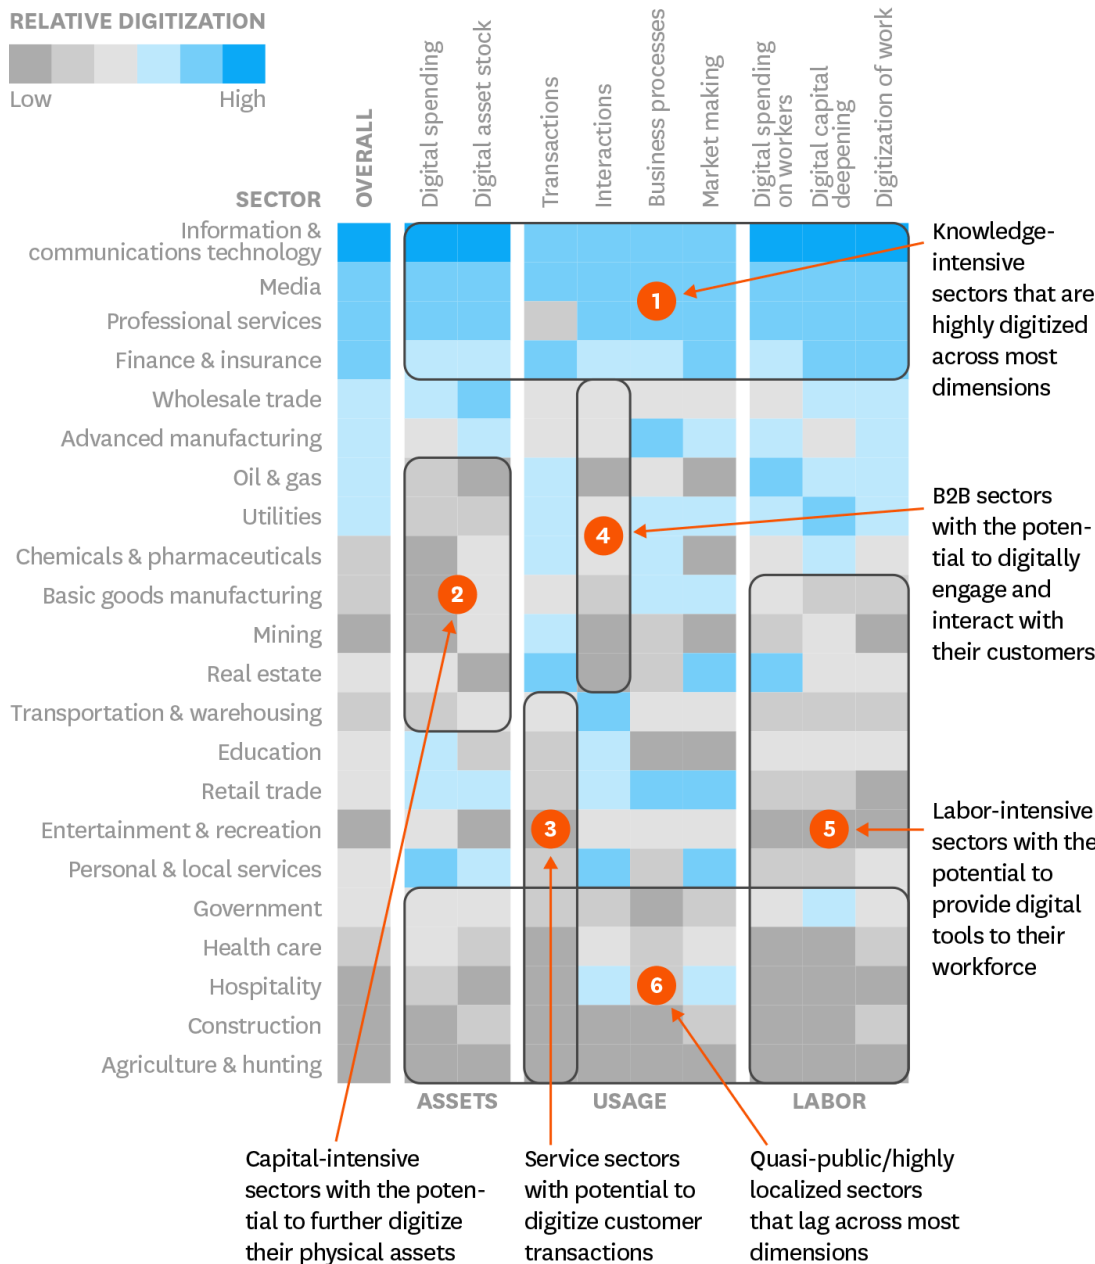 RELATIVE DIGITIZATION
Low
High
SECTOR
OVERALL
Digital spending
Digital asset stock
Transactions
Interactions
Business processes
Market making
Digital spending
on workers
Digital capital
deepening
Digitization of work
Information &
communications technology
Media
Professional services
Finance & insurance
Wholesale trade
Advanced manufacturing
Oil & gas
Utilities
Chemicals & pharmaceuticals
Basic goods manufacturing
Mining
Real estate
Transportation & warehousing
Education
Retail trade
Entertainment & recreation
Personal & local services
Government
Health care
Hospitality
Construction
Agriculture & hunting
1
2
3
4
5
6
Knowledge-
intensive
sectors that are
highly digitized
across most
dimensions
B2B sectors
with the poten-
tial to digitally
engage and
interact with
their customers
Labor-intensive
sectors with the
potential to
provide digital
tools to their
workforce
ASSETS
USAGE
LABOR
Capital-intensive
sectors with the poten-
tial to further digitize
their physical assets
Service sectors
with potential to
digitize customer
transactions
Quasi-public/highly
localized sectors
that lag across most
dimensions